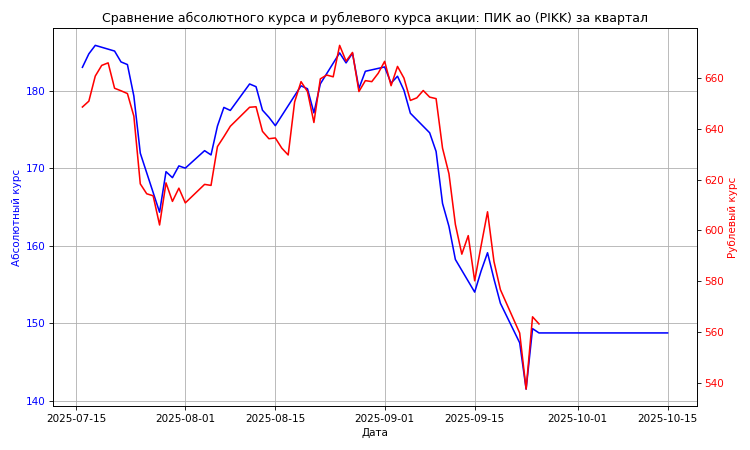 Сравнение абсолютного курса и рублевого курса акции: ПИК ао (PIKK) за квартал
180
170
160
150
140
Абсолютный курс
660
640
620
600
580
560
540
Рублевый курс
2025-07-15 2025-08-01 2025-08-15 2025-09-01 2025-09-15 2025-10-01 2025-10-15
Дата